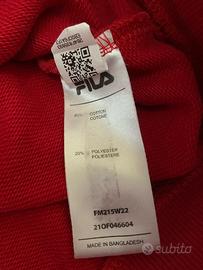 FILA
COTTON
COTONE
20% POLYESTER
POLIESTERE
FM215W22
21OF046604
MADE IN BANGLADESH
subito